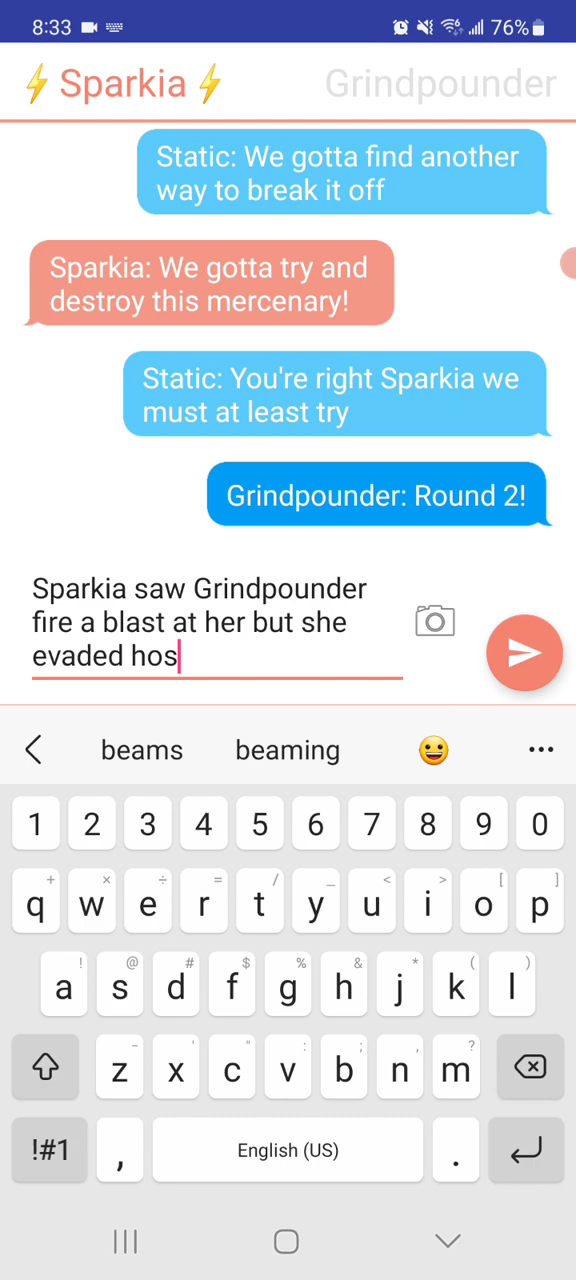 8:33 76%
⚡ Sparkia ⚡ Grindpounder
Static: We gotta find another
way to break it off
Sparkia: We gotta try and
destroy this mercenary!
Static: You're right Sparkia we
must at least try
Grindpounder: Round 2!
Sparkia saw Grindpounder
fire a blast at her but she
evaded hos
beams beaming 😀 •••
1 2 3 4 5 6 7 8 9 0
+ × ÷ = / _ < > [ ]
q w e r t y u i o p
! @ # $ % & * ( )
a s d f g h j k l
- ' " : ; , ?
z x c v b n m
!#1 , English (US) .